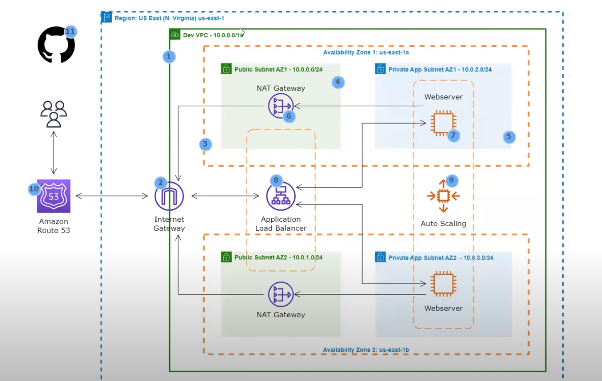 11
Region: US East (N. Virginia) us-east-1
Dev VPC - 10.0.0.0/16
1
Availability Zone 1: us-east-1a
Public Subnet AZ1 - 10.0.0.0/24
Private App Subnet AZ1 - 10.0.2.0/24
4
NAT Gateway
Webserver
6
7
5
3
10
2
8
9
53
Amazon
Route 53
Internet
Gateway
Application
Load Balancer
Auto Scaling
Public Subnet AZ2 - 10.0.1.0/24
Private App Subnet AZ2 - 10.0.3.0/24
NAT Gateway
Webserver
Availability Zone 2: us-east-1b